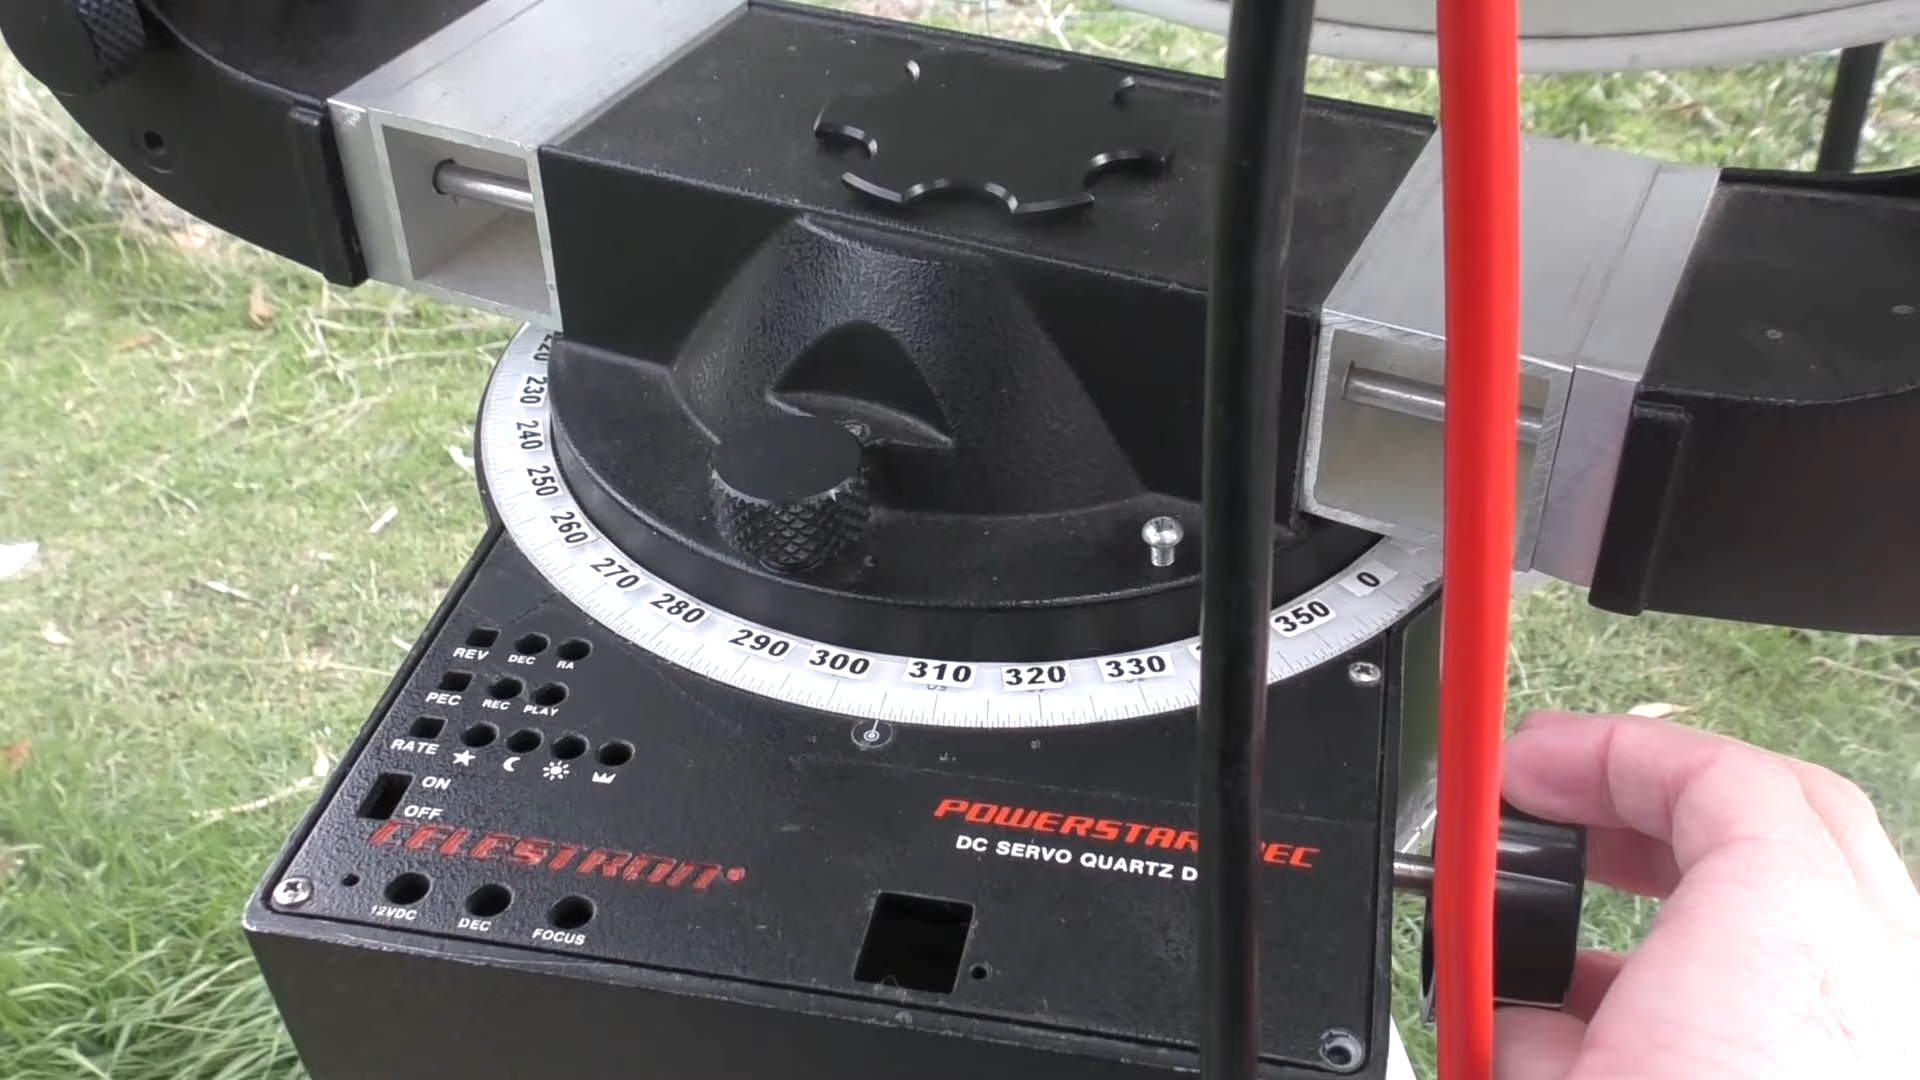 220
230
240
250
260
270
280
290
300
310
320
330
350
0
REV DEC RA
PEC REC PLAY
RATE
ON
OFF
CELESTRON
POWERSTAR
DC SERVO QUARTZ
12VDC
DEC
FOCUS